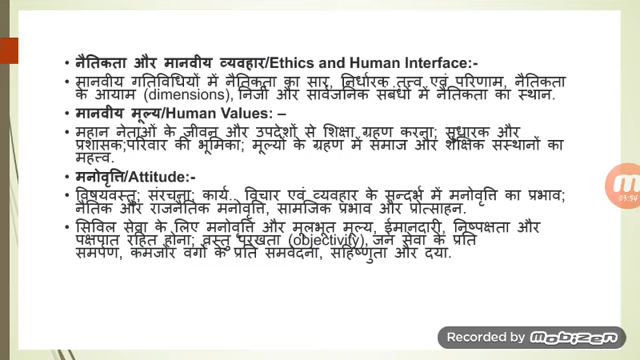 नैतिकता और मानवीय व्यवहार/Ethics and Human Interface:-
मानवीय गतिविधियों में नैतिकता का सार, निर्धारक तत्त्व एवं परिणाम, नैतिकता
के आयाम (dimensions), निजी और सार्वजनिक संबंधों में नैतिकता का स्थान.
मानवीय मूल्य/Human Values: –
महान नेताओं के जीवन और उपदेशों से शिक्षा ग्रहण करना; सुधारक और
प्रशासक;परिवार की भूमिका; मूल्यों के ग्रहण में समाज और शैक्षिक संस्थानों का
महत्त्व.
मनोवृत्ति/Attitude:-
विषयवस्तु; संरचना; कार्य., विचार एवं व्यवहार के सन्दर्भ में मनोवृत्ति का प्रभाव;
नैतिक और राजनैतिक मनोवृत्ति, सामजिक प्रभाव और प्रोत्साहन.
सिविल सेवा के लिए मनोवृत्ति और मूलभूत मूल्य, ईमानदारी, निष्पक्षता और
पक्षपात रहित होना; वस्तु परखता (objectivity), जन सेवा के प्रति
समर्पण, कमजोर वर्गों के प्रति समवेदना, सहिष्णुता और दया.
03:54
Recorded by mobizen